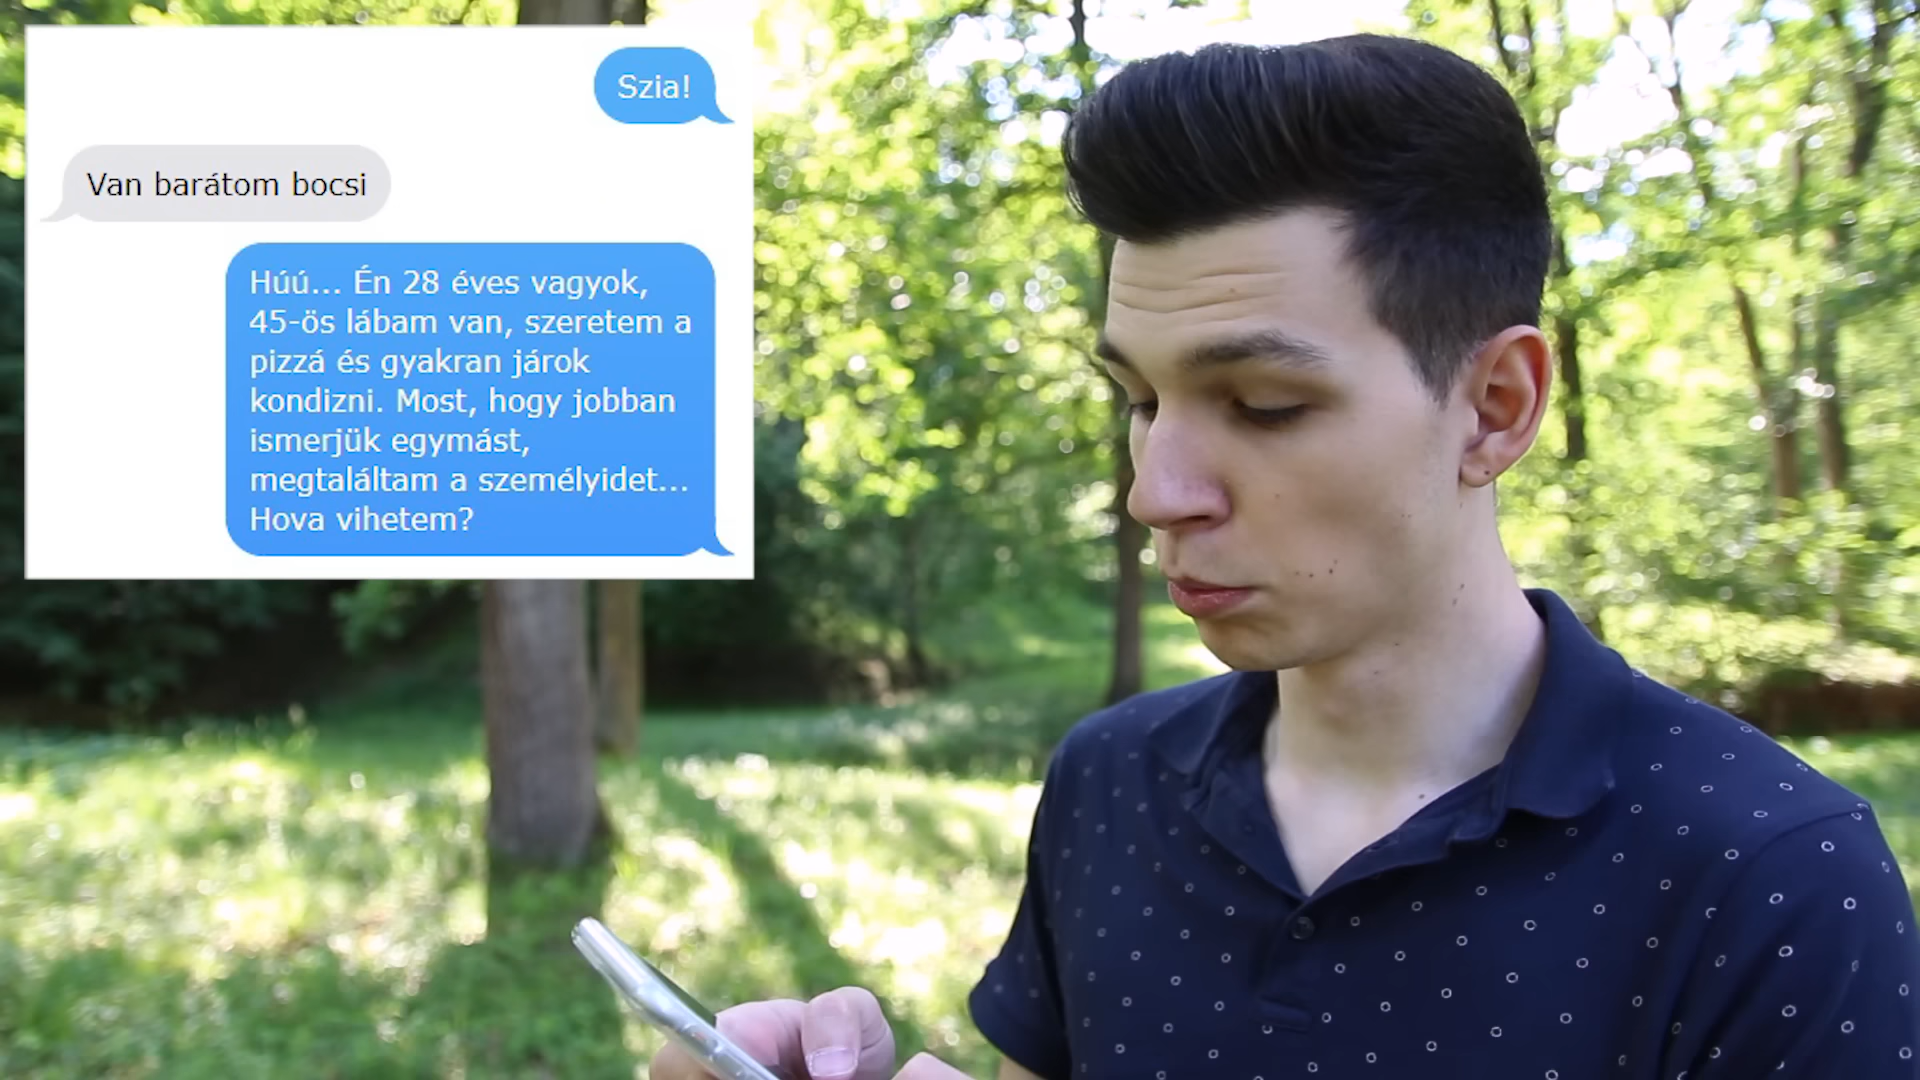 Szia!
Van barátom bocsi
Húú... Én 28 éves vagyok,
45-ös lábam van, szeretem a
pizzá és gyakran járok
kondizni. Most, hogy jobban
ismerjük egymást,
megtaláltam a személyidet...
Hova vihetem?